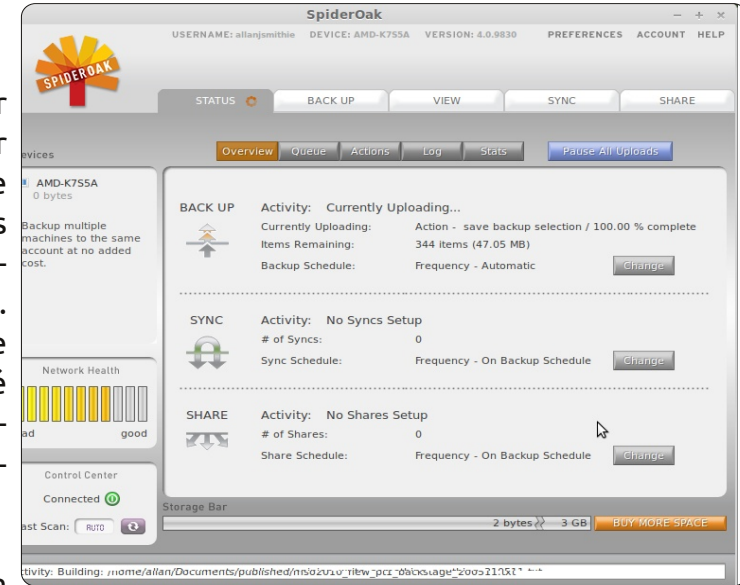 SpiderOak
USERNAME: allanjsmithie DEVICE: AMD-K7S5A VERSION: 4.0.9830 PREFERENCES ACCOUNT HELP
SPIDEROAK
STATUS BACK UP VIEW SYNC SHARE
evices
Overview Queue Actions Log Stats Pause All Uploads
AMD-K7S5A
0 bytes
Backup multiple
machines to the same
account at no added
cost.
BACK UP Activity: Currently Uploading...
Currently Uploading: Action - save backup selection / 100.00 % complete
Items Remaining: 344 items (47.05 MB)
Backup Schedule: Frequency - Automatic Change
SYNC Activity: No Syncs Setup
# of Syncs: 0
Sync Schedule: Frequency - On Backup Schedule Change
Network Health
ad good
SHARE Activity: No Shares Setup
# of Shares: 0
Share Schedule: Frequency - On Backup Schedule Change
Control Center
Connected
ast Scan: AUTO
Storage Bar
2 bytes 3 GB BUY MORE SPACE
tivity: Building: /home/allan/Documents/published/